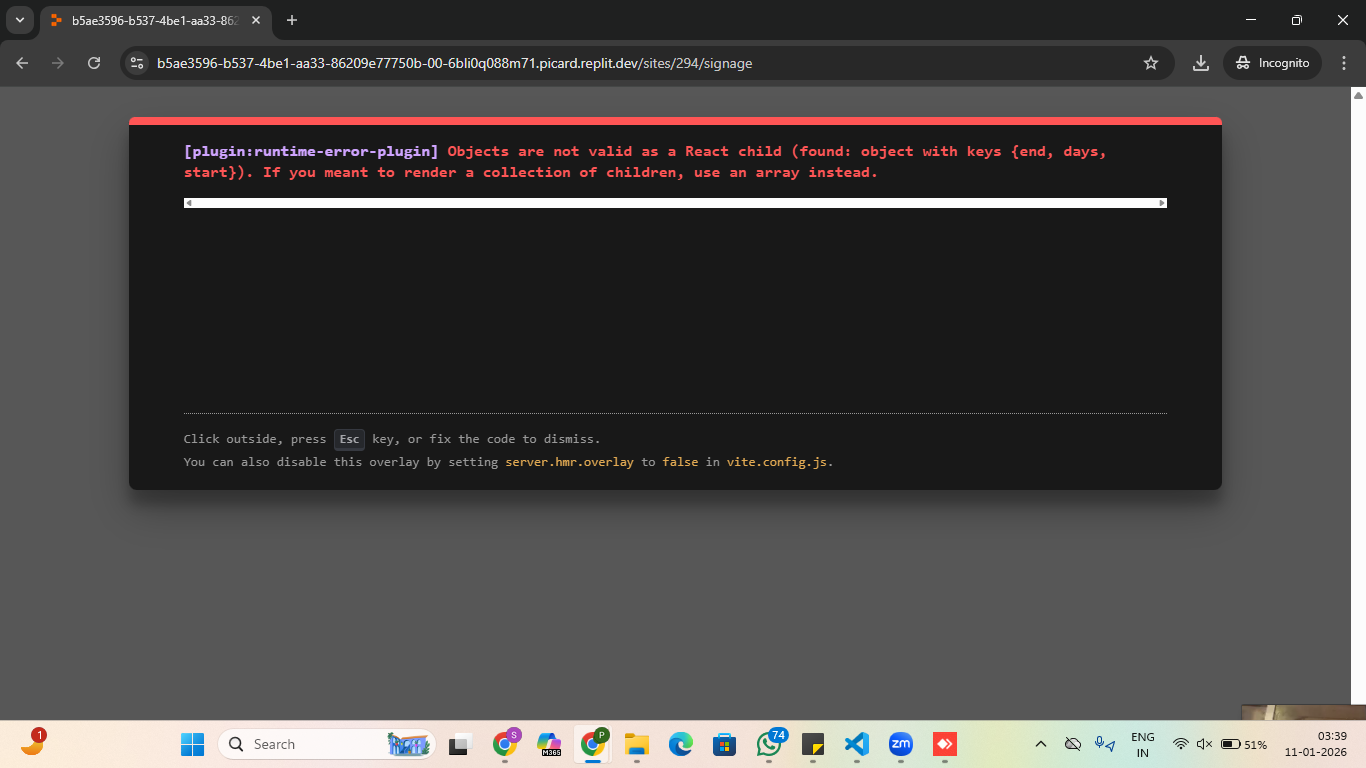 b5ae3596-b537-4be1-aa33-862
b5ae3596-b537-4be1-aa33-86209e77750b-00-6bli0q088m71.picard.replit.dev/sites/294/signage
Incognito
[plugin:runtime-error-plugin] Objects are not valid as a React child (found: object with keys {end, days,
start}). If you meant to render a collection of children, use an array instead.
Click outside, press Esc key, or fix the code to dismiss.
You can also disable this overlay by setting server.hmr.overlay to false in vite.config.js.
1
Search
M365
S
P
74
zm
ENG
IN
51%
03:39
11-01-2026